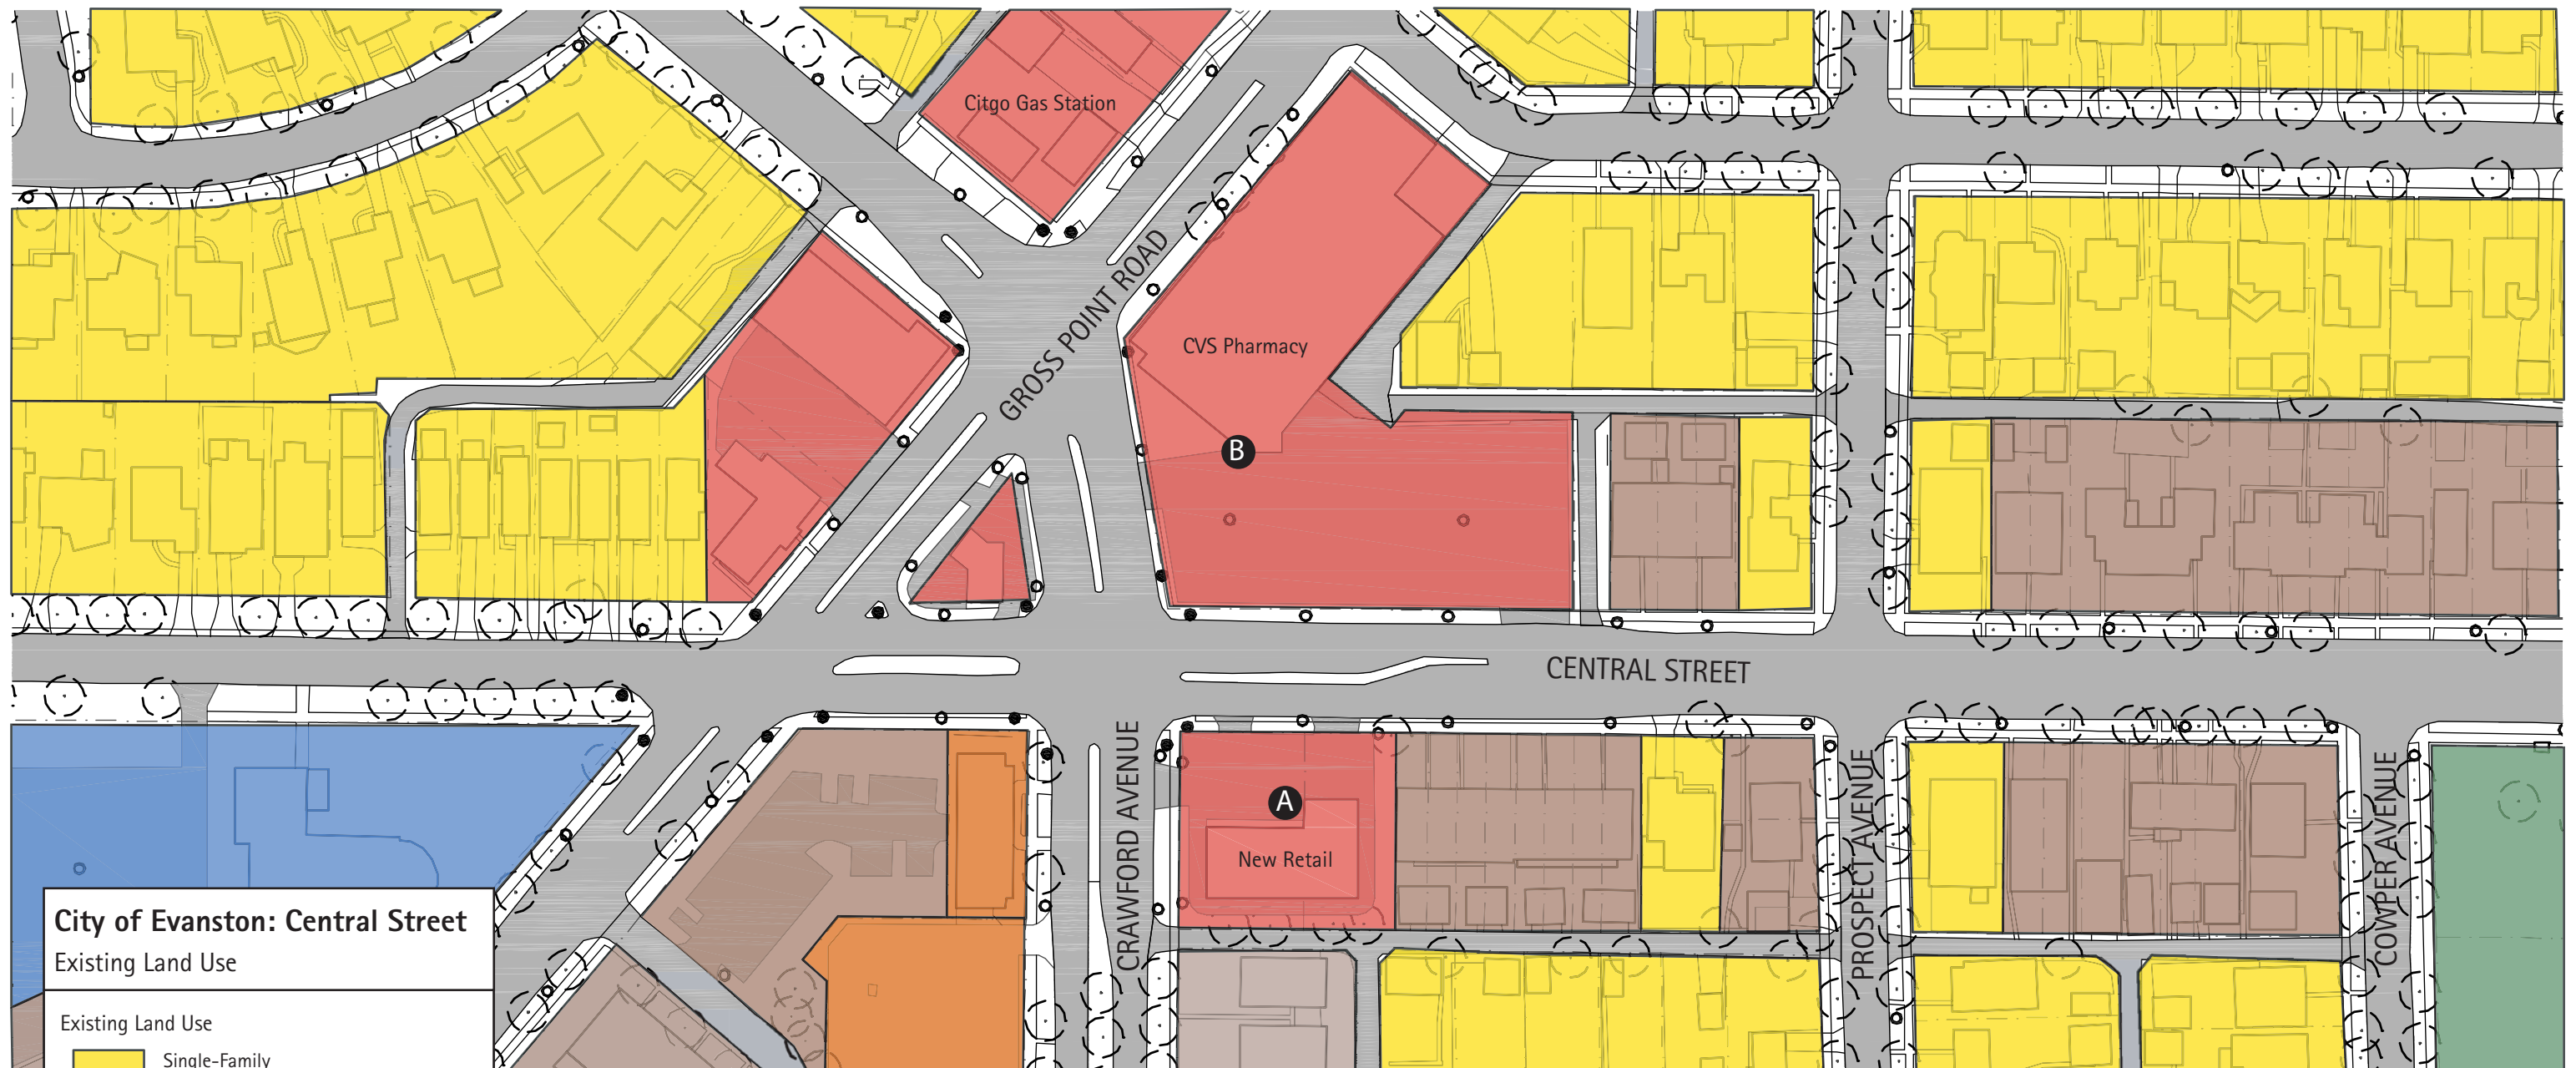 Citgo Gas Station
GROSS POINT ROAD
CVS Pharmacy
B
CENTRAL STREET
CRAWFORD AVENUE
A
New Retail
PROSPECT AVENUE
COWPER AVENUE
City of Evanston: Central Street
Existing Land Use
Existing Land Use
Single-Family